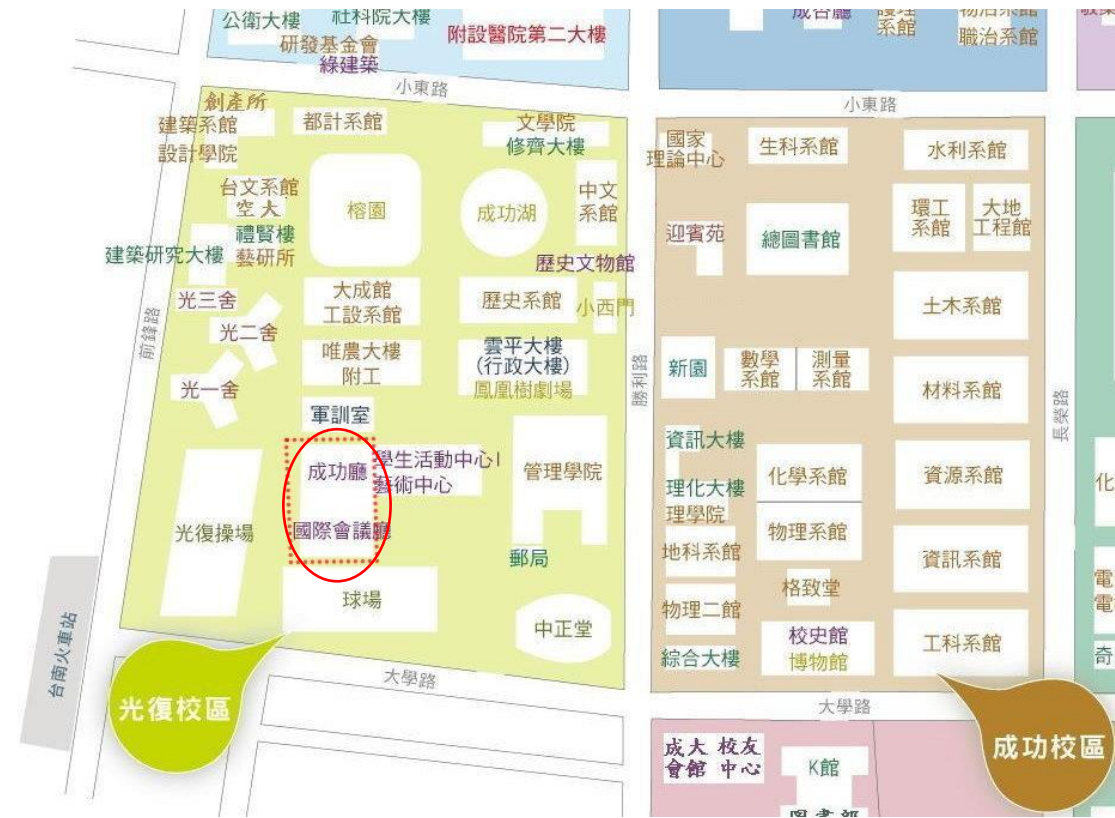 公衛大樓
社科院大樓
研發基金會
綠建築
附設醫院第二大樓
成杏廳
護理
系館
物治系館
職治系館
小東路
小東路
創產所
建築系館
設計學院
都計系館
文學院
修齊大樓
台文系館
空大
榕園
成功湖
中文
系館
禮賢樓
藝研所
建築研究大樓
歷史文物館
光三舍
大成館
工設系館
歷史系館
小西門
光二舍
前鋒路
唯農大樓
附工
雲平大樓
(行政大樓)
鳳凰樹劇場
光一舍
軍訓室
勝利路
成功廳
學生活動中心I
藝術中心
管理學院
國際會議廳
光復操場
郵局
球場
中正堂
台南火車站
光復校區
大學路
國家
理論中心
生科系館
水利系館
迎賓苑
總圖書館
環工
系館
大地
工程館
土木系館
新園
數學
系館
測量
系館
材料系館
長榮路
資訊大樓
化學系館
資源系館
理化大樓
理學院
物理系館
地科系館
資訊系館
格致堂
物理二館
校史館
博物館
工科系館
綜合大樓
大學路
成功校區
成大
會館
校友
中心
K館
圖書部
化
電
電
奇